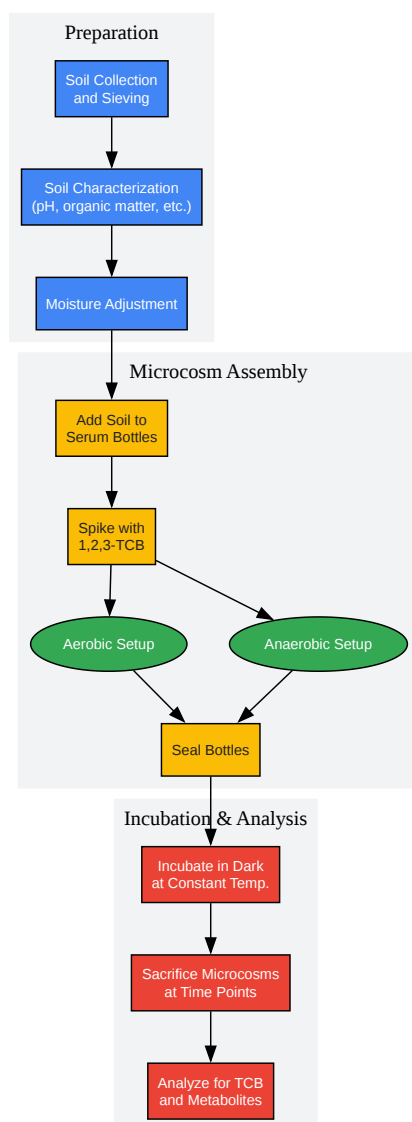 Preparation
Soil Collection
and Sieving
Soil Characterization
(pH, organic matter, etc.)
Moisture Adjustment
Microcosm Assembly
Add Soil to
Serum Bottles
Spike with
1,2,3-TCB
Aerobic Setup
Anaerobic Setup
Seal Bottles
Incubation & Analysis
Incubate in Dark
at Constant Temp.
Sacrifice Microcosms
at Time Points
Analyze for TCB
and Metabolites